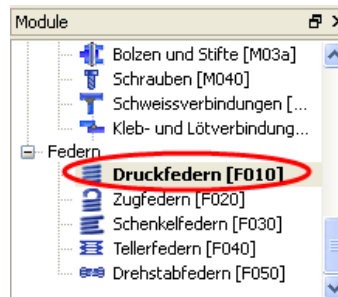 Module
Bolzen und Stifte [M03a]
Schrauben [M040]
Schweissverbindungen [...
Kleb- und Lötverbindung...
Federn
Druckfedern [F010]
Zugfedern [F020]
Schenkelfedern [F030]
Tellerfedern [F040]
Drehstabfedern [F050]